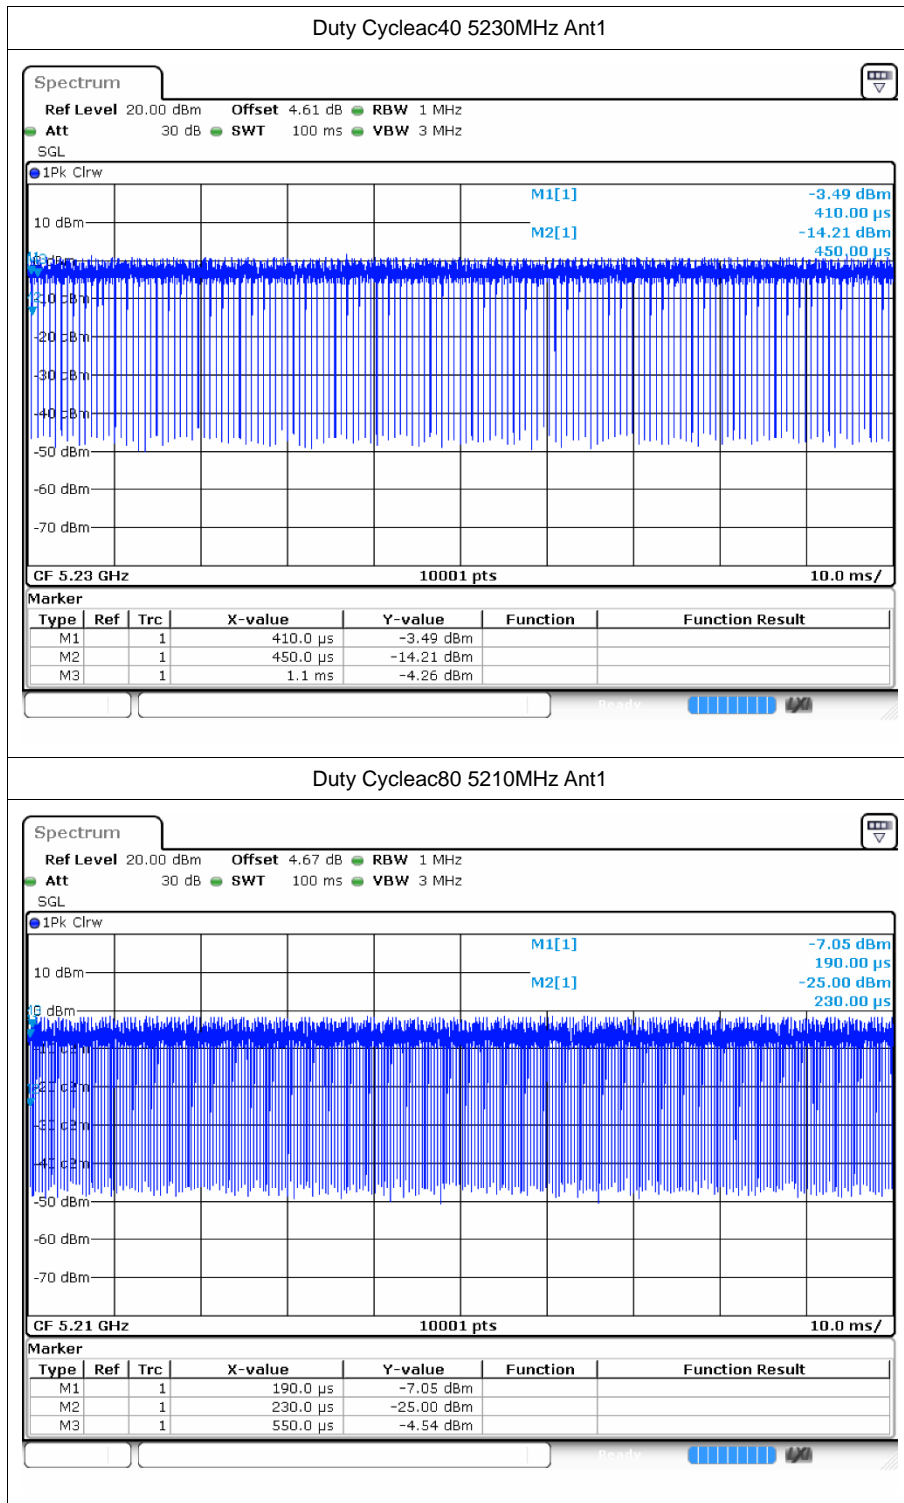 Duty Cycleac40 5230MHz Ant1
Spectrum
Ref Level 20.00 dBm Offset 4.61 dB RBW 1 MHz
Att 30 dB SWT 100 ms VBW 3 MHz
SGL
1Pk Clrw
M1[1] -3.49 dBm
410.00 µs
10 dBm
M2[1] -14.21 dBm
450.00 µs
-20 dBm
-30 dBm
-40 dBm
-50 dBm
-60 dBm
-70 dBm
CF 5.23 GHz 10001 pts 10.0 ms/
Marker
Type Ref Trc X-value Y-value Function Function Result
M1 1 410.0 µs -3.49 dBm
M2 1 450.0 µs -14.21 dBm
M3 1 1.1 ms -4.26 dBm
Ready
Duty Cycleac80 5210MHz Ant1
Spectrum
Ref Level 20.00 dBm Offset 4.67 dB RBW 1 MHz
Att 30 dB SWT 100 ms VBW 3 MHz
SGL
1Pk Clrw
M1[1] -7.05 dBm
190.00 µs
10 dBm
M2[1] -25.00 dBm
230.00 µs
0 dBm
-50 dBm
-60 dBm
-70 dBm
CF 5.21 GHz 10001 pts 10.0 ms/
Marker
Type Ref Trc X-value Y-value Function Function Result
M1 1 190.0 µs -7.05 dBm
M2 1 230.0 µs -25.00 dBm
M3 1 550.0 µs -4.54 dBm
Ready